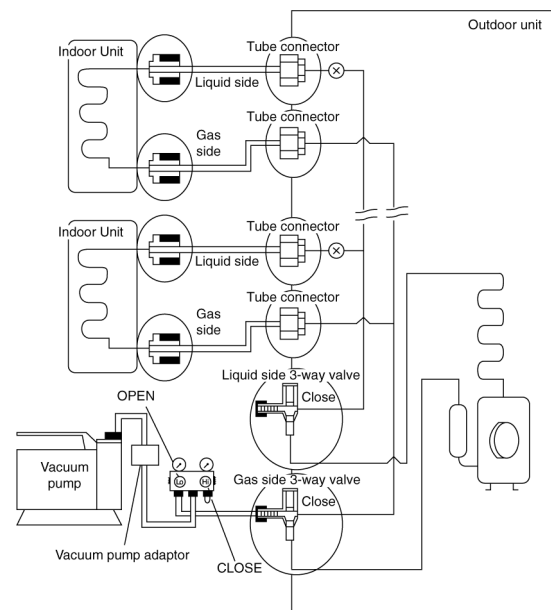 Outdoor unit
Indoor Unit
Tube connector
Liquid side
Tube connector
Gas
side
Indoor Unit
Tube connector
Liquid side
Tube connector
Gas
side
Liquid side 3-way valve
Close
OPEN
Vacuum
pump
Lo
Hi
Gas side 3-way valve
Close
Vacuum pump adaptor
CLOSE